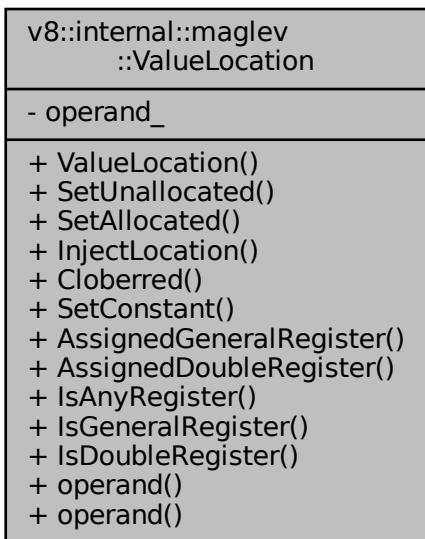 v8::internal::maglev
::ValueLocation
- operand_
+ ValueLocation()
+ SetUnallocated()
+ SetAllocated()
+ InjectLocation()
+ Cloberred()
+ SetConstant()
+ AssignedGeneralRegister()
+ AssignedDoubleRegister()
+ IsAnyRegister()
+ IsGeneralRegister()
+ IsDoubleRegister()
+ operand()
+ operand()